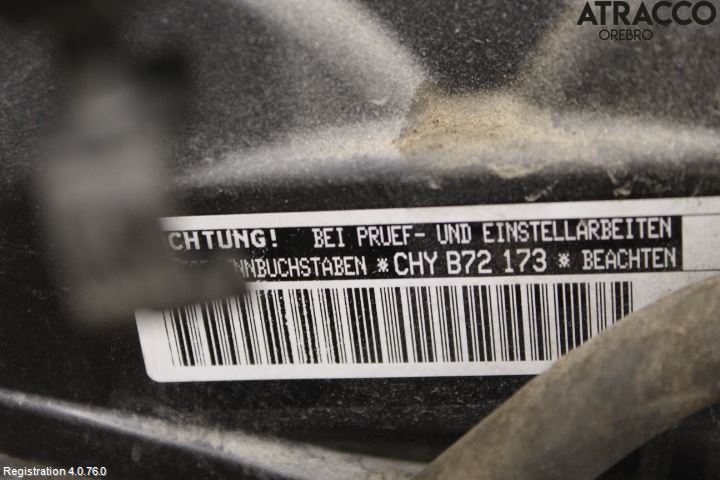 ATRACCO
ÖREBRO
CHTUNG! BEI PRUEF- UND EINSTELLARBEITEN
NNBUCHSTABEN *CHY B72 173* BEACHTEN
Registration 4.0.76.0